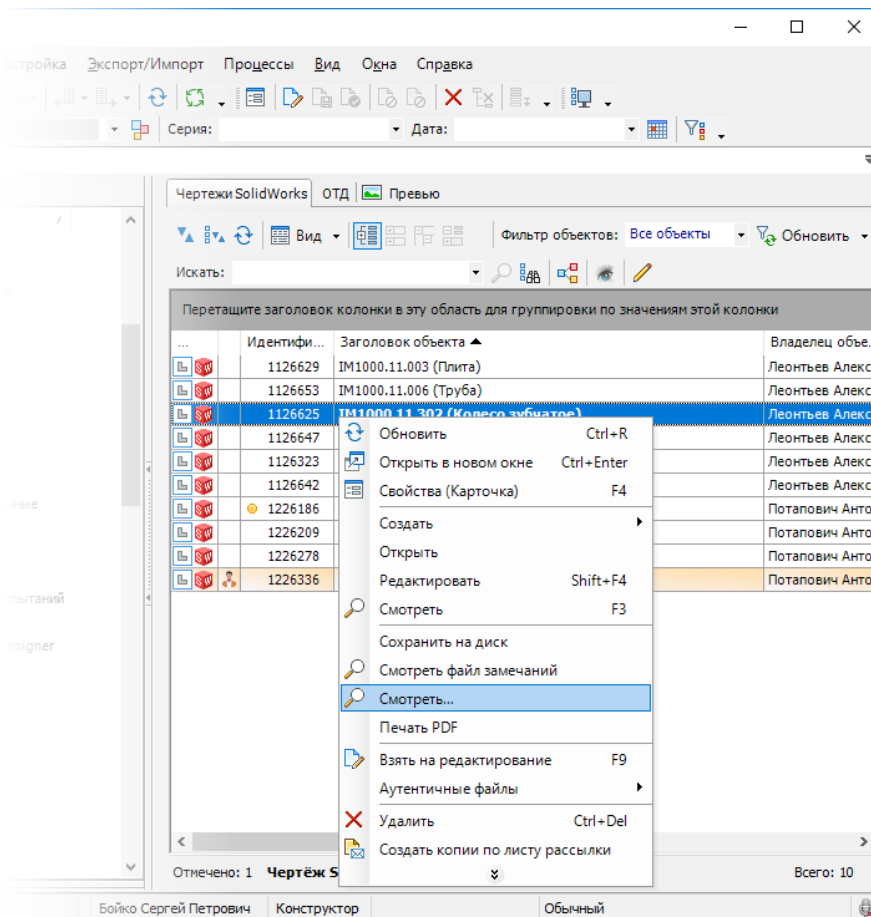 стройка Экспорт/Импорт Процессы Вид Окна Справка
Серия: Дата:
Чертежи SolidWorks ОТД Превью
Вид Фильтр объектов: Все объекты Обновить
Искать:
Перетащите заголовок колонки в эту область для группировки по значениям этой колонки
... Идентифи... Заголовок объекта Владелец объе...
1126629 IM1000.11.003 (Плита) Леонтьев Алекс
1126653 IM1000.11.006 (Труба) Леонтьев Алекс
1126625 IM1000.11.302 (Колесо зубчатое) Леонтьев Алекс
1126647 Леонтьев Алекс
1126323 Леонтьев Алекс
1126642 Леонтьев Алекс
1226186 Потапович Анто
1226209 Потапович Анто
1226278 Потапович Анто
1226336 Потапович Анто
Обновить Ctrl+R
Открыть в новом окне Ctrl+Enter
Свойства (Карточка) F4
Создать
Открыть
Редактировать Shift+F4
Смотреть F3
Сохранить на диск
Смотреть файл замечаний
Смотреть...
Печать PDF
Взять на редактирование F9
Аутентичные файлы
Удалить Ctrl+Del
Создать копии по листу рассылки
нные
пытаний
esigner
Отмечено: 1 Чертёж S Всего: 10
Бойко Сергей Петрович Конструктор Обычный